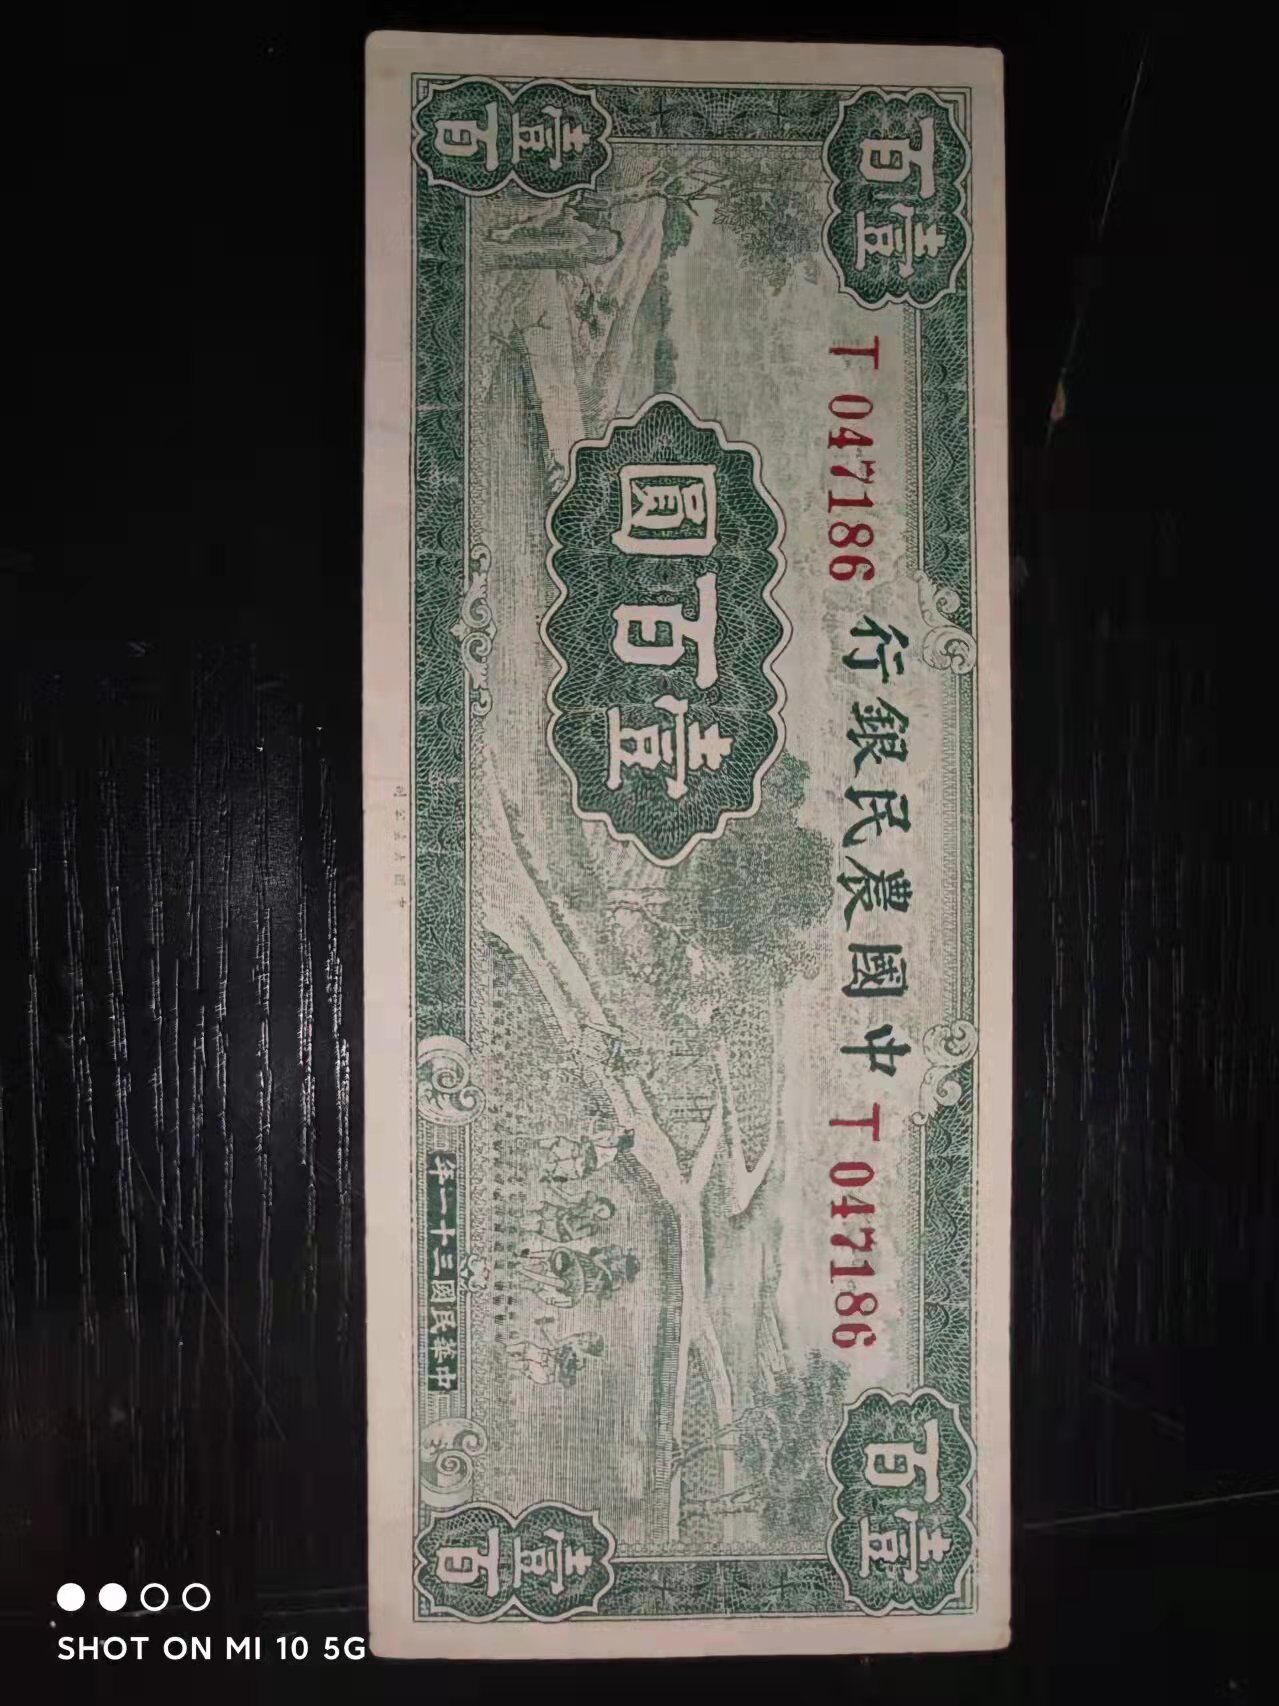 壹百
壹百
中國農民銀行
T 047186
T 047186
壹百圓
壹百
壹百
中華民國三十一年
SHOT ON MI 10 5G